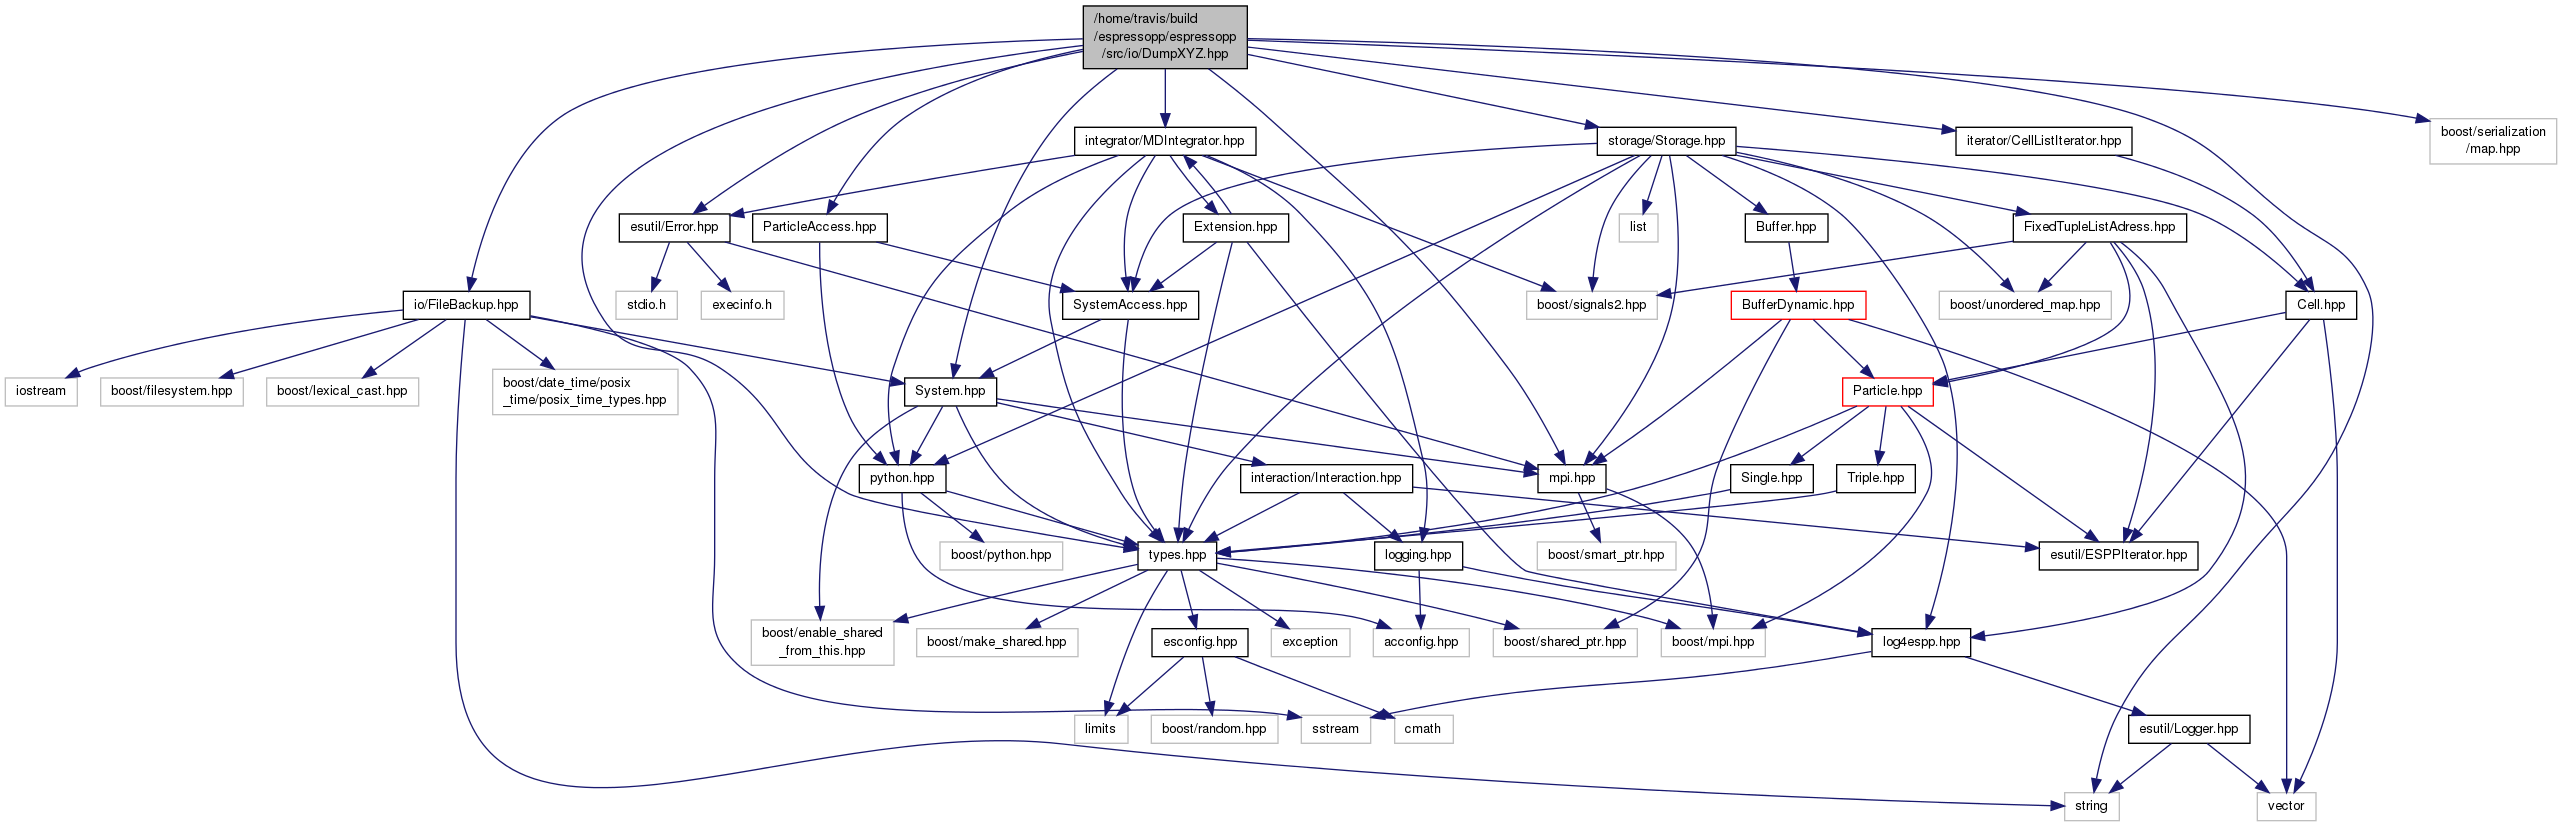 /home/travis/build
/espressopp/espressopp
/src/io/DumpXYZ.hpp
integrator/MDIntegrator.hpp
storage/Storage.hpp
iterator/CellListIterator.hpp
boost/serialization
/map.hpp
esutil/Error.hpp
ParticleAccess.hpp
Extension.hpp
list
Buffer.hpp
FixedTupleListAdress.hpp
io/FileBackup.hpp
stdio.h
execinfo.h
SystemAccess.hpp
boost/signals2.hpp
BufferDynamic.hpp
boost/unordered_map.hpp
Cell.hpp
iostream
boost/filesystem.hpp
boost/lexical_cast.hpp
boost/date_time/posix
_time/posix_time_types.hpp
System.hpp
Particle.hpp
python.hpp
interaction/Interaction.hpp
mpi.hpp
Single.hpp
Triple.hpp
boost/python.hpp
types.hpp
logging.hpp
boost/smart_ptr.hpp
esutil/ESPPIterator.hpp
boost/enable_shared
_from_this.hpp
boost/make_shared.hpp
esconfig.hpp
exception
acconfig.hpp
boost/shared_ptr.hpp
boost/mpi.hpp
log4espp.hpp
limits
boost/random.hpp
sstream
cmath
esutil/Logger.hpp
string
vector